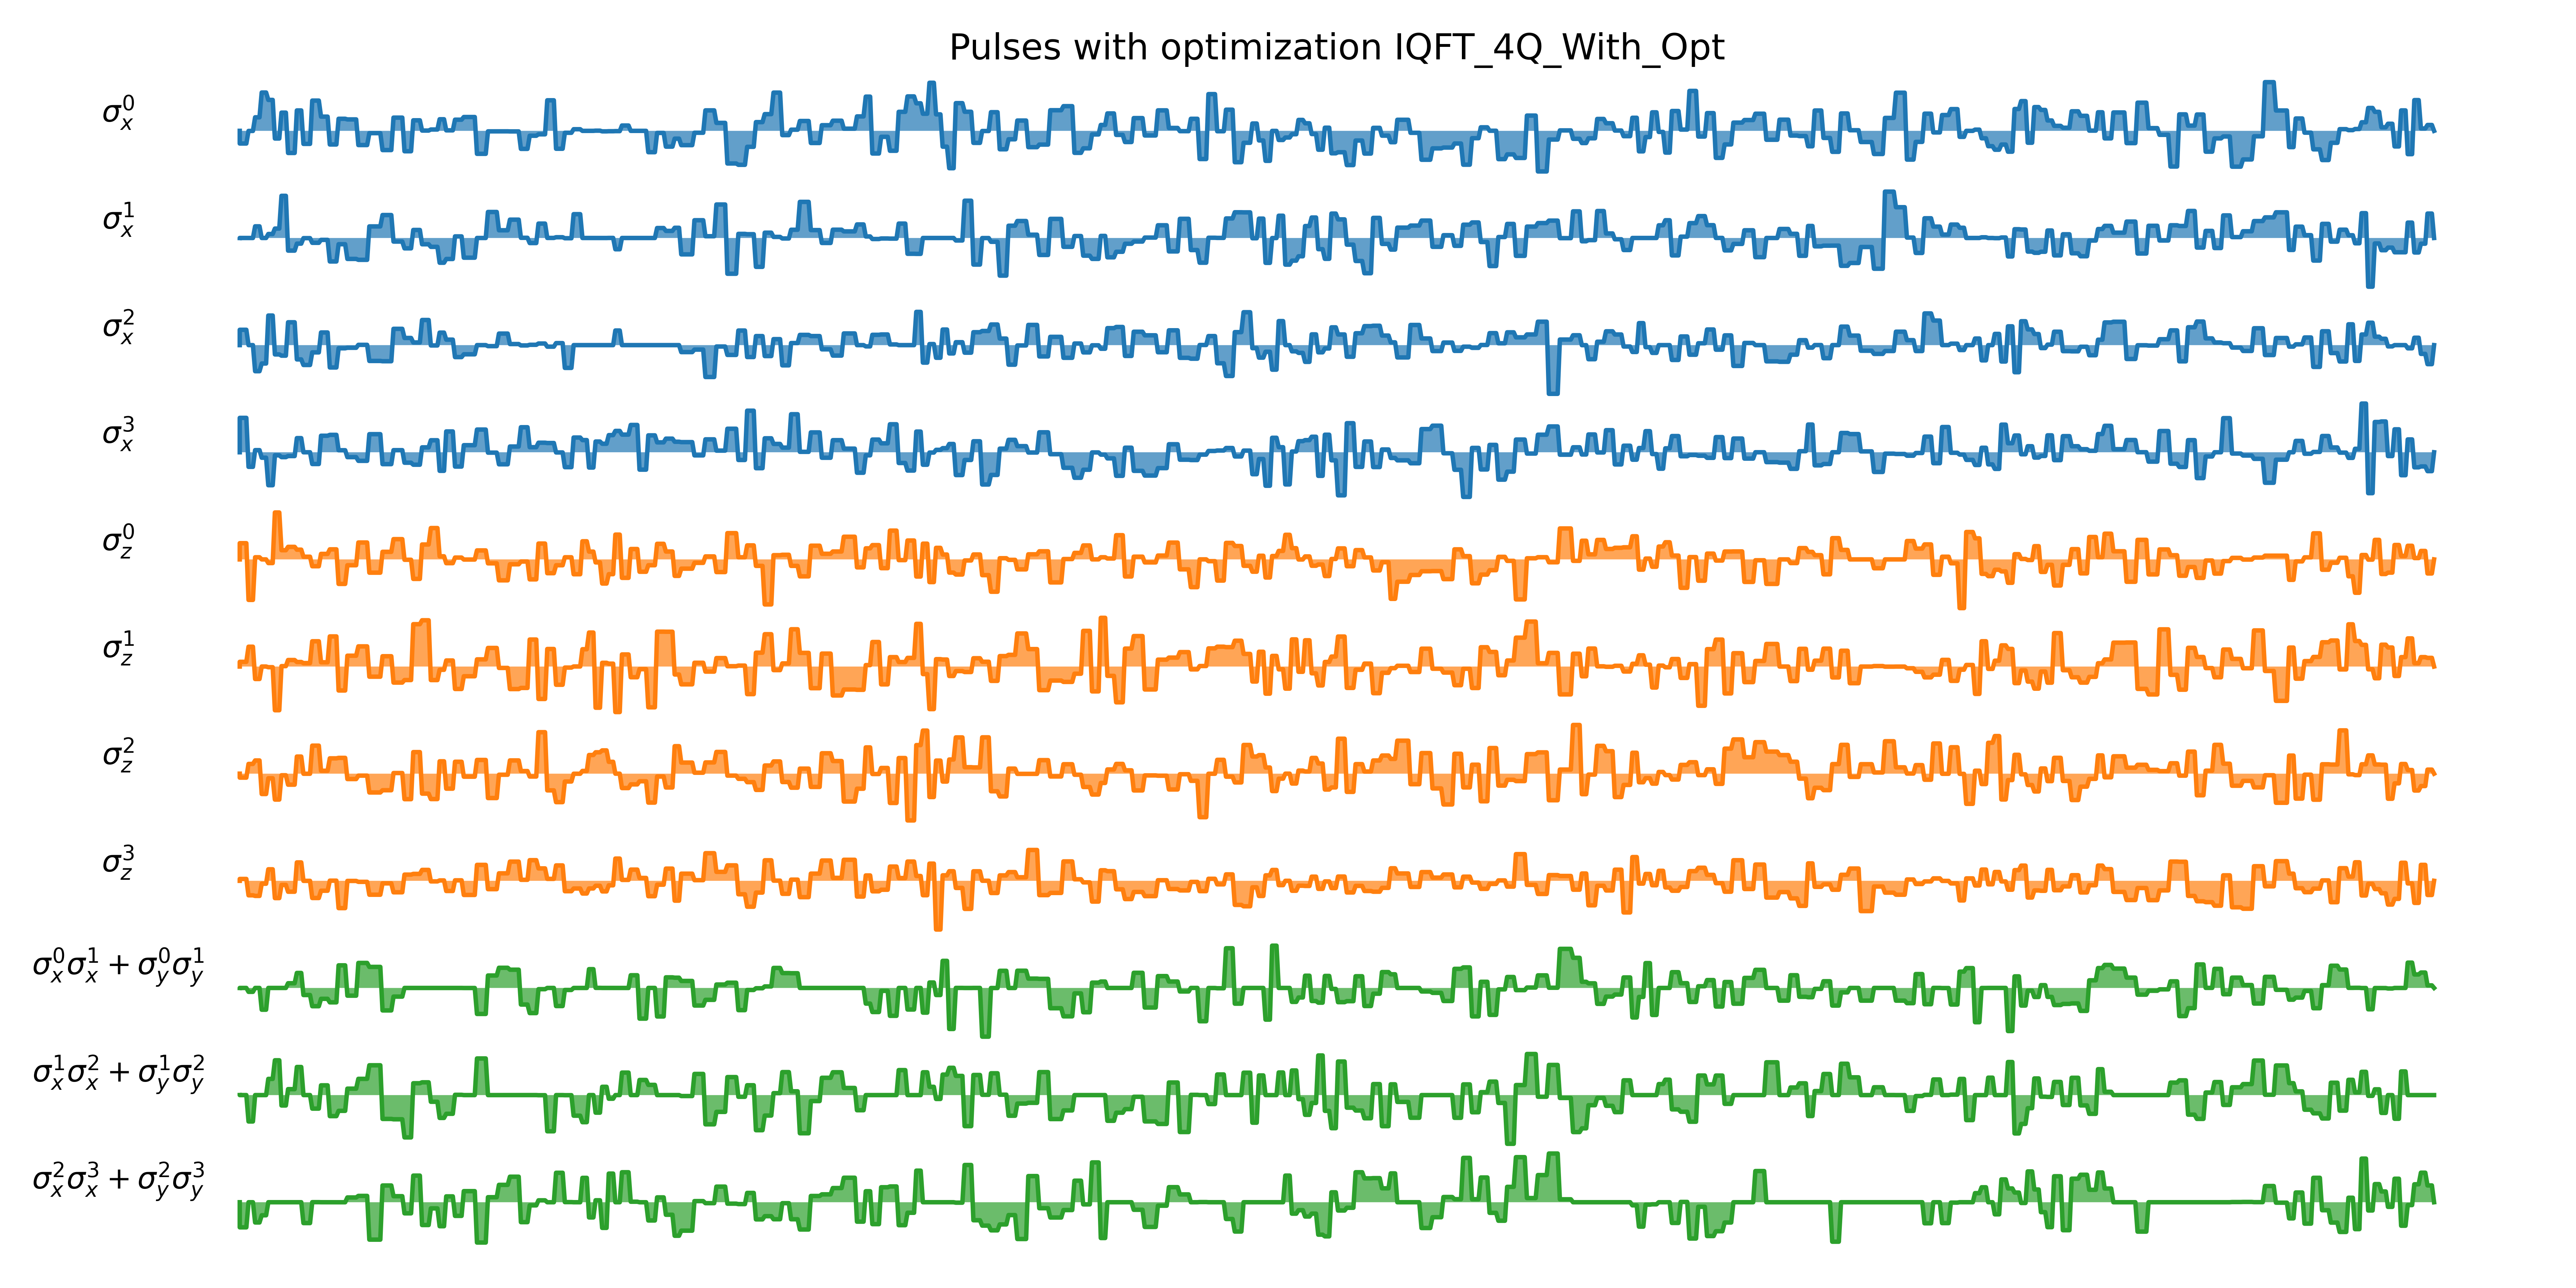 Pulses with optimization IQFT_4Q_With_Opt
σ_x^0
σ_x^1
σ_x^2
σ_x^3
σ_z^0
σ_z^1
σ_z^2
σ_z^3
σ_x^0σ_x^1 + σ_y^0σ_y^1
σ_x^1σ_x^2 + σ_y^1σ_y^2
σ_x^2σ_x^3 + σ_y^2σ_y^3